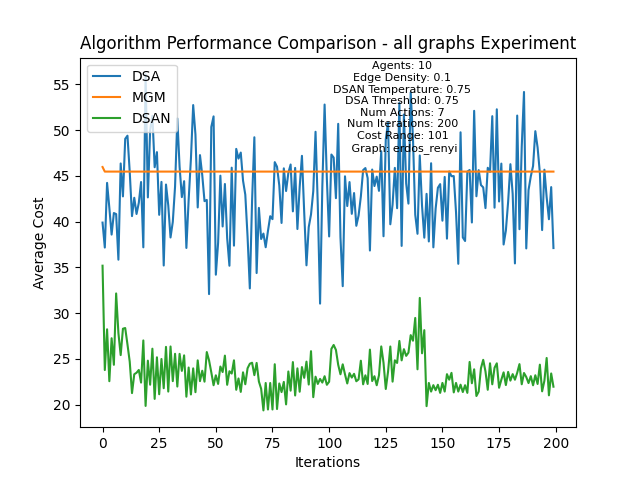 Algorithm Performance Comparison - all graphs Experiment
DSA
MGM
DSAN
Agents: 10
Edge Density: 0.1
DSAN Temperature: 0.75
DSA Threshold: 0.75
Num Actions: 7
Num Iterations: 200
Cost Range: 101
Graph: erdos_renyi
Average Cost
55
50
45
40
35
30
25
20
0
25
50
75
100
125
150
175
200
Iterations